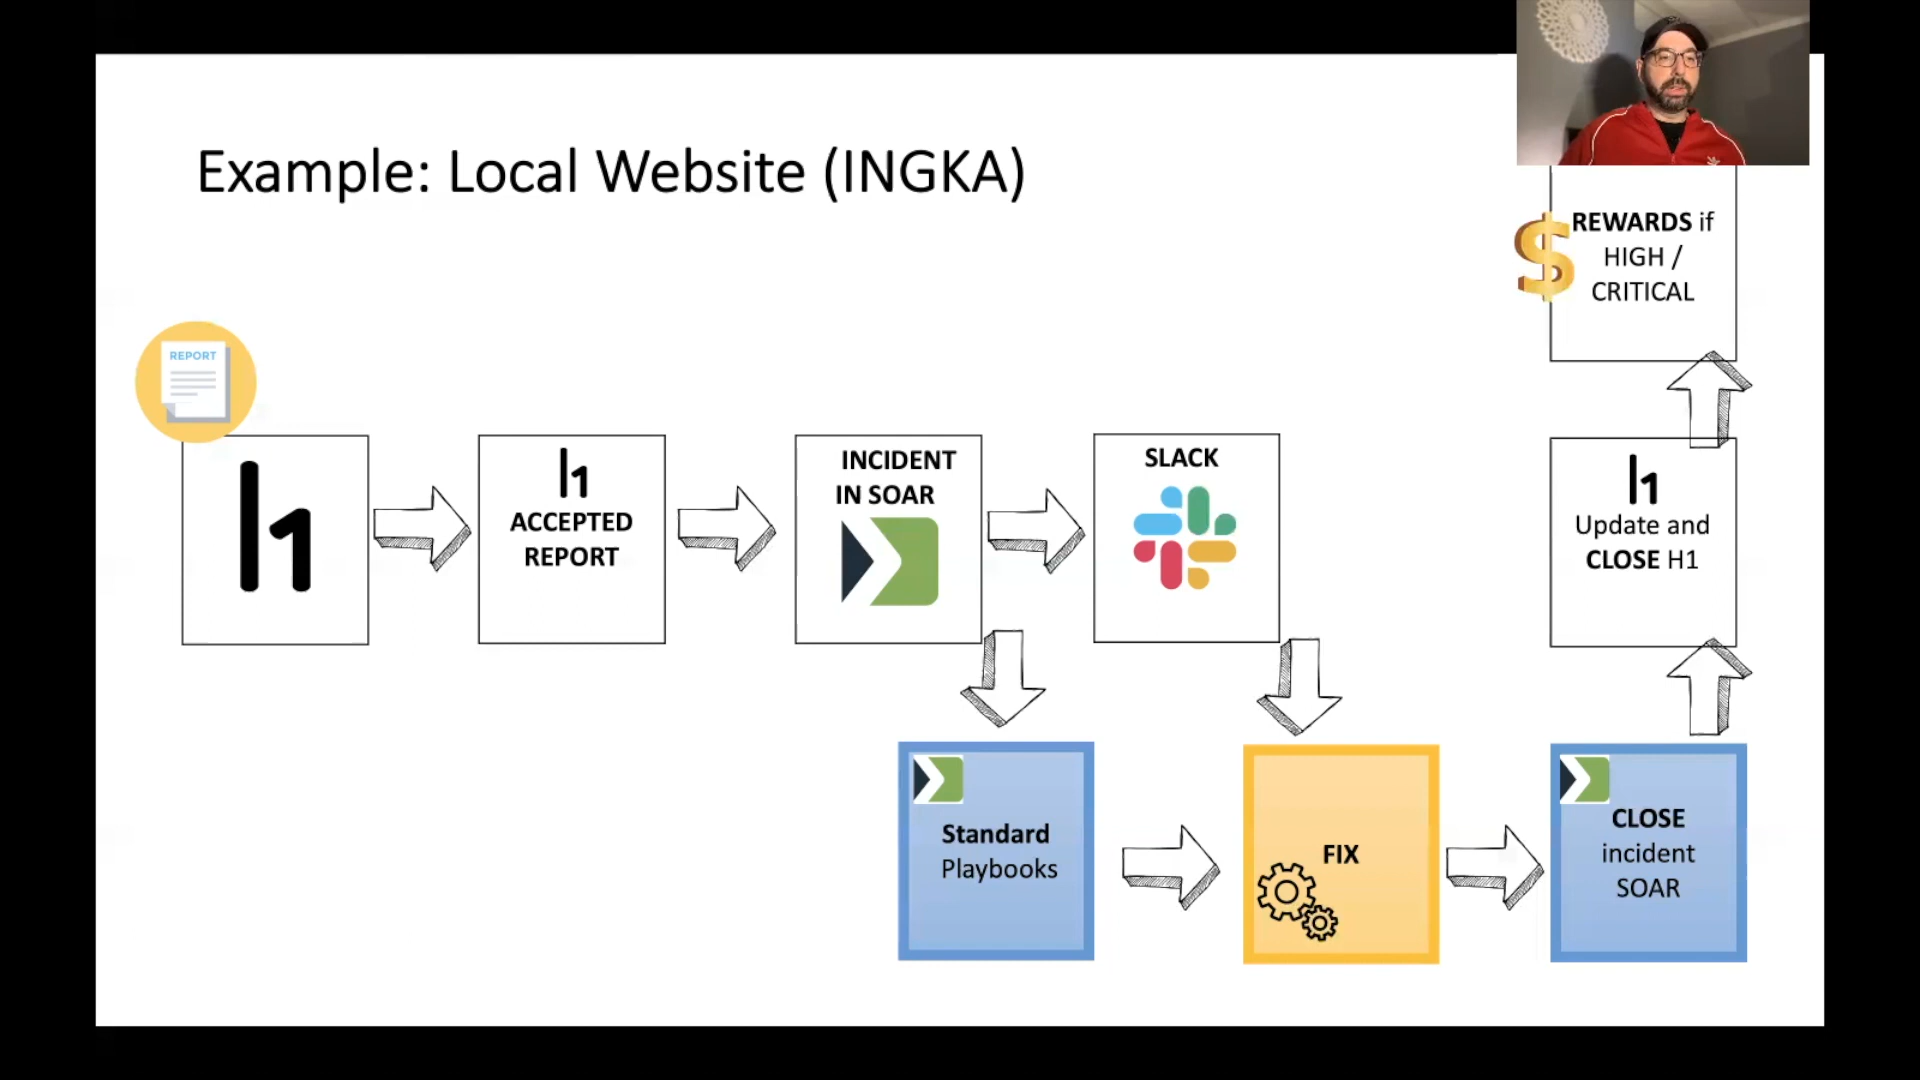 Example: Local Website (INGKA)
REPORT
h1
h1
ACCEPTED
REPORT
INCIDENT
IN SOAR
SLACK
Standard
Playbooks
FIX
CLOSE
incident
SOAR
h1
Update and
CLOSE H1
$
REWARDS if
HIGH /
CRITICAL